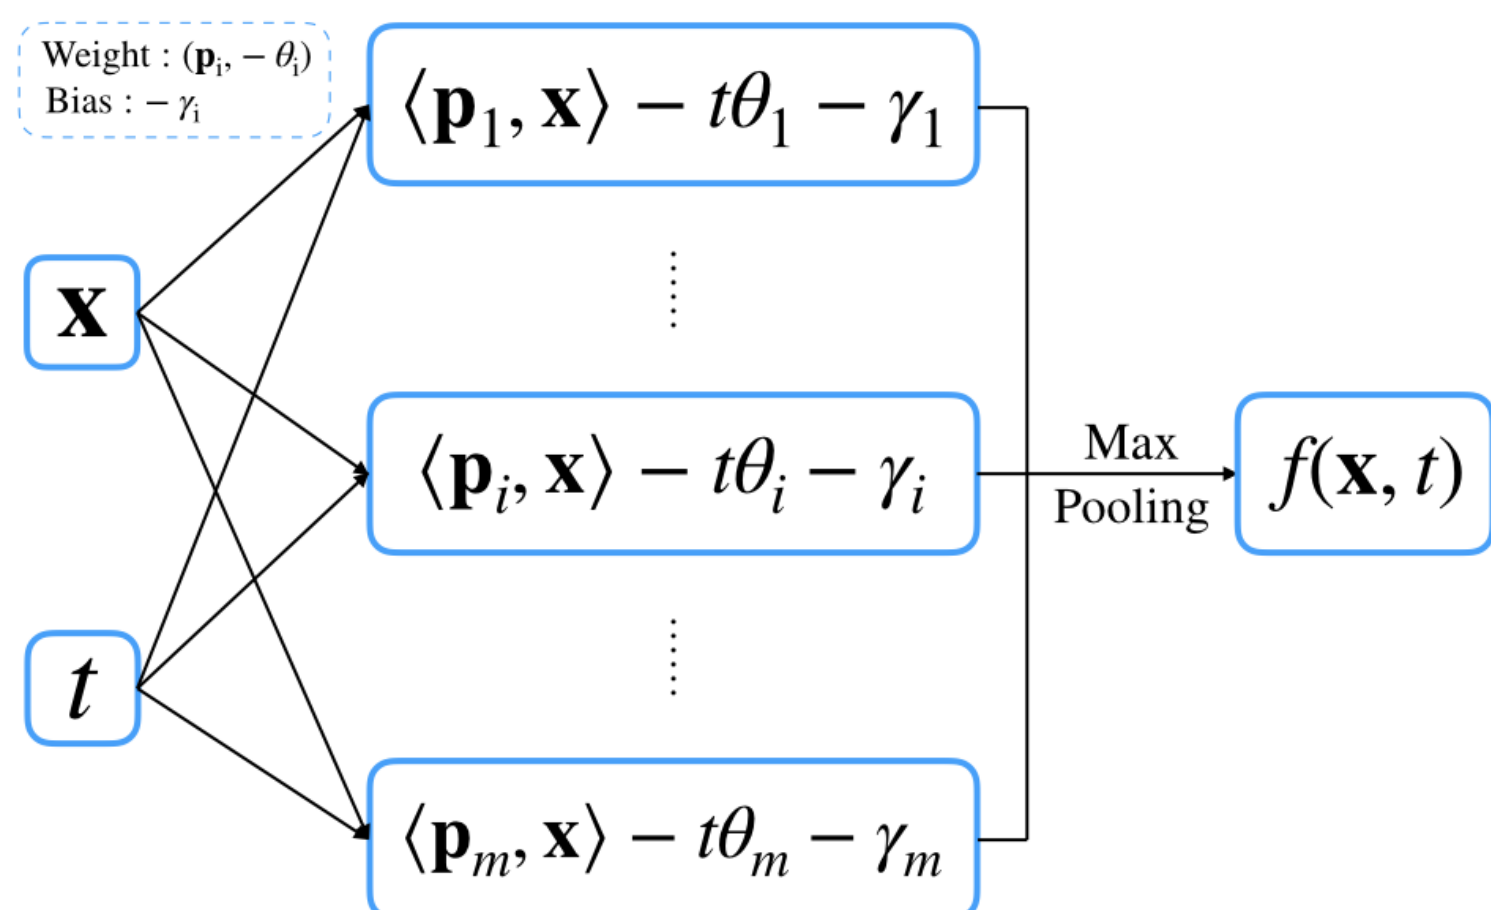 Weight : (𝐩ᵢ, − θᵢ)
Bias : − γᵢ
⟨𝐩₁, 𝐱⟩ − tθ₁ − γ₁
𝐱
⟨𝐩ᵢ, 𝐱⟩ − tθᵢ − γᵢ
Max
Pooling
f(𝐱, t)
t
⟨𝐩ₘ, 𝐱⟩ − tθₘ − γₘ